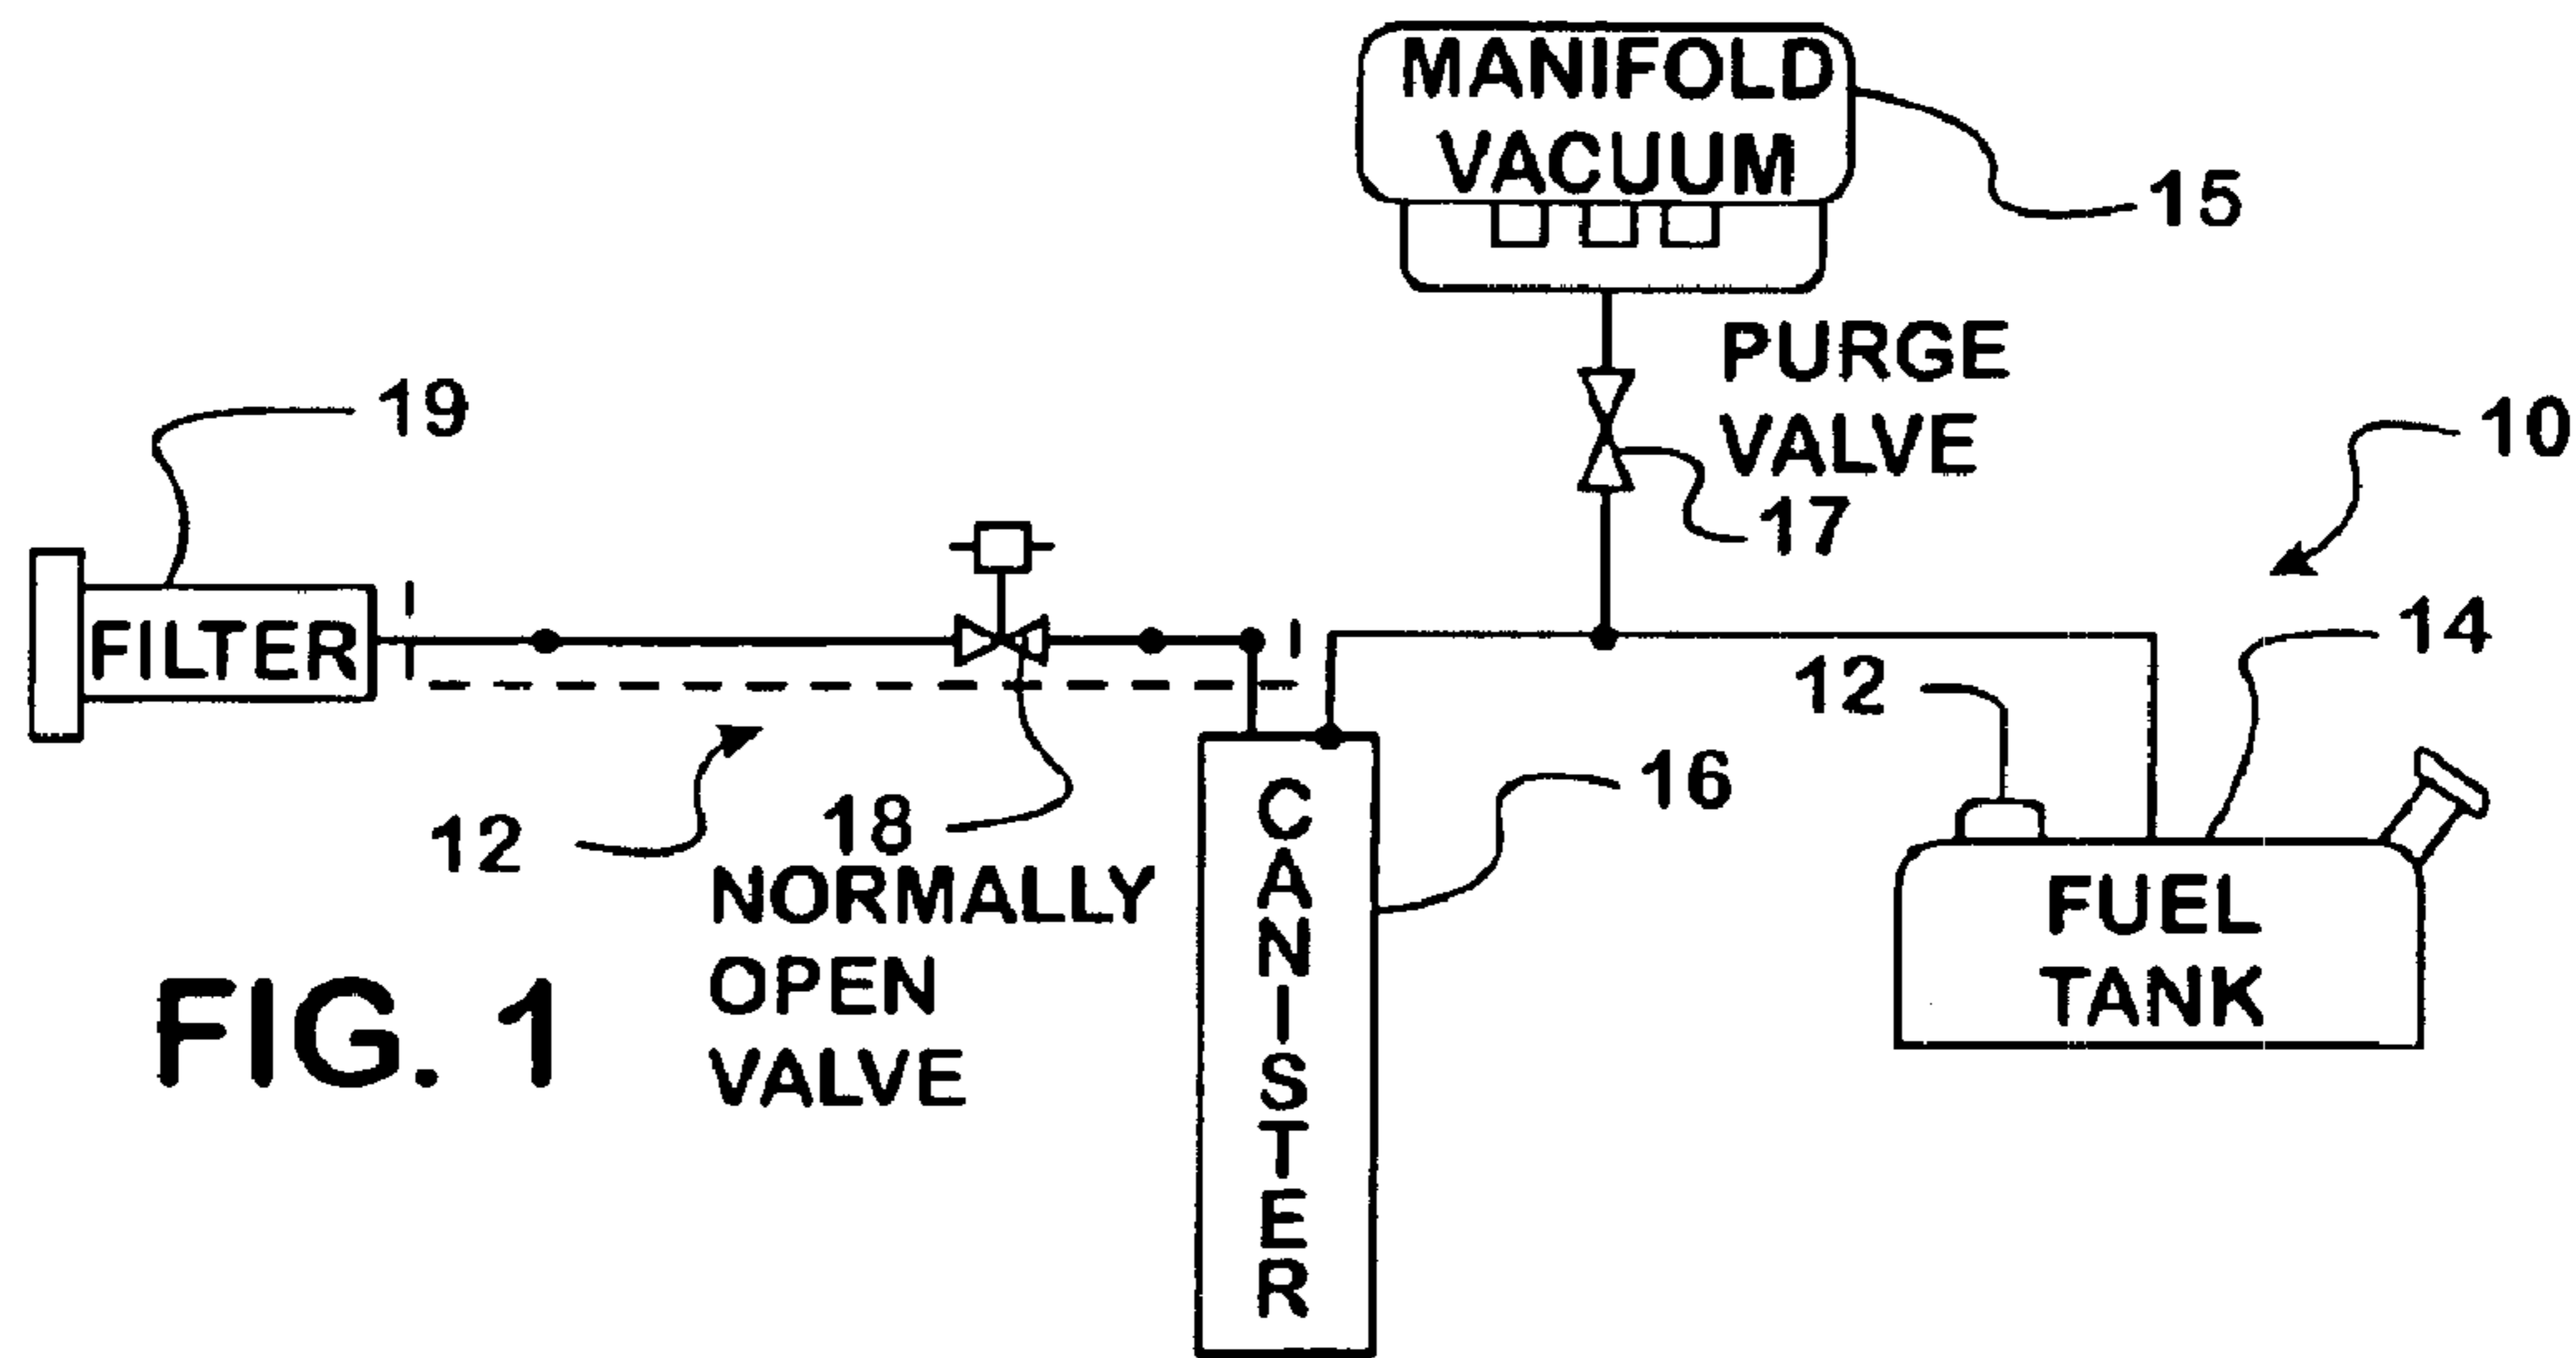 MANIFOLD
VACUUM
15
PURGE
VALVE
17
10
19
FILTER
14
12
16
12
18
NORMALLY
OPEN
VALVE
CANISTER
FUEL
TANK
FIG. 1